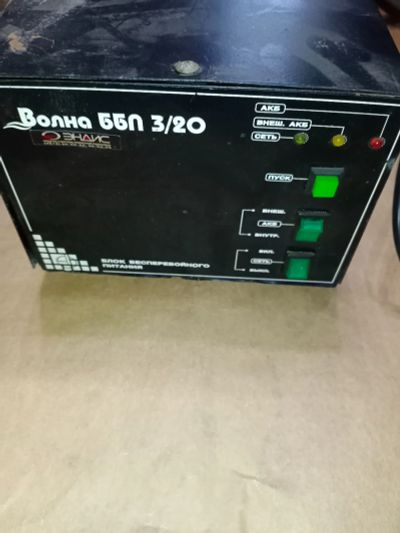 Волна ББП 3/20
ЭНДИС
АКБ
ВНЕШ. АКБ
СЕТЬ
ПУСК
ВНЕШ.
АКБ
ВНУТР.
ВКЛ.
СЕТЬ
ВЫКЛ.
БЛОК БЕСПЕРЕБОЙНОГО
ПИТАНИЯ